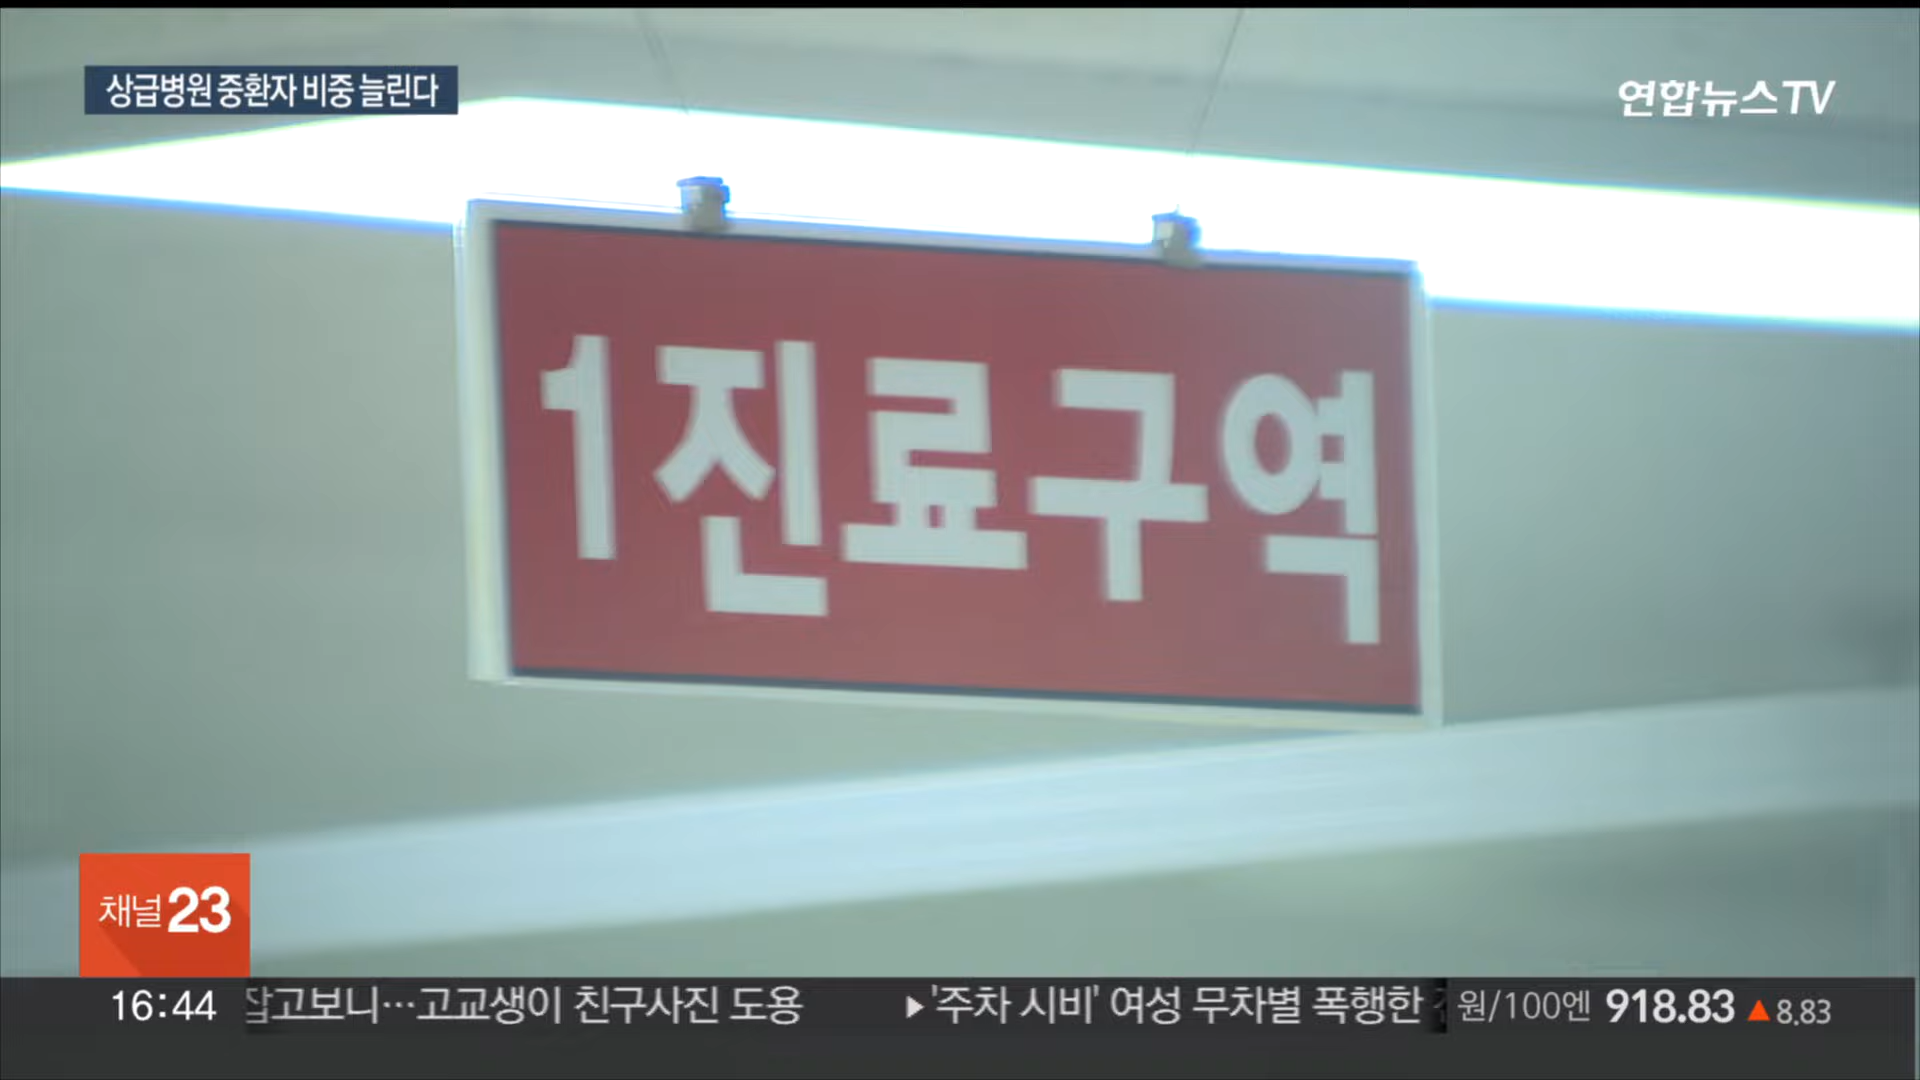 상급병원 중환자 비중 늘린다
연합뉴스TV
1진료구역
채널23
16:44 잡고보니…고교생이 친구사진 도용 ▶'주차 시비' 여성 무차별 폭행한 원/100엔 918.83 ▲8.83